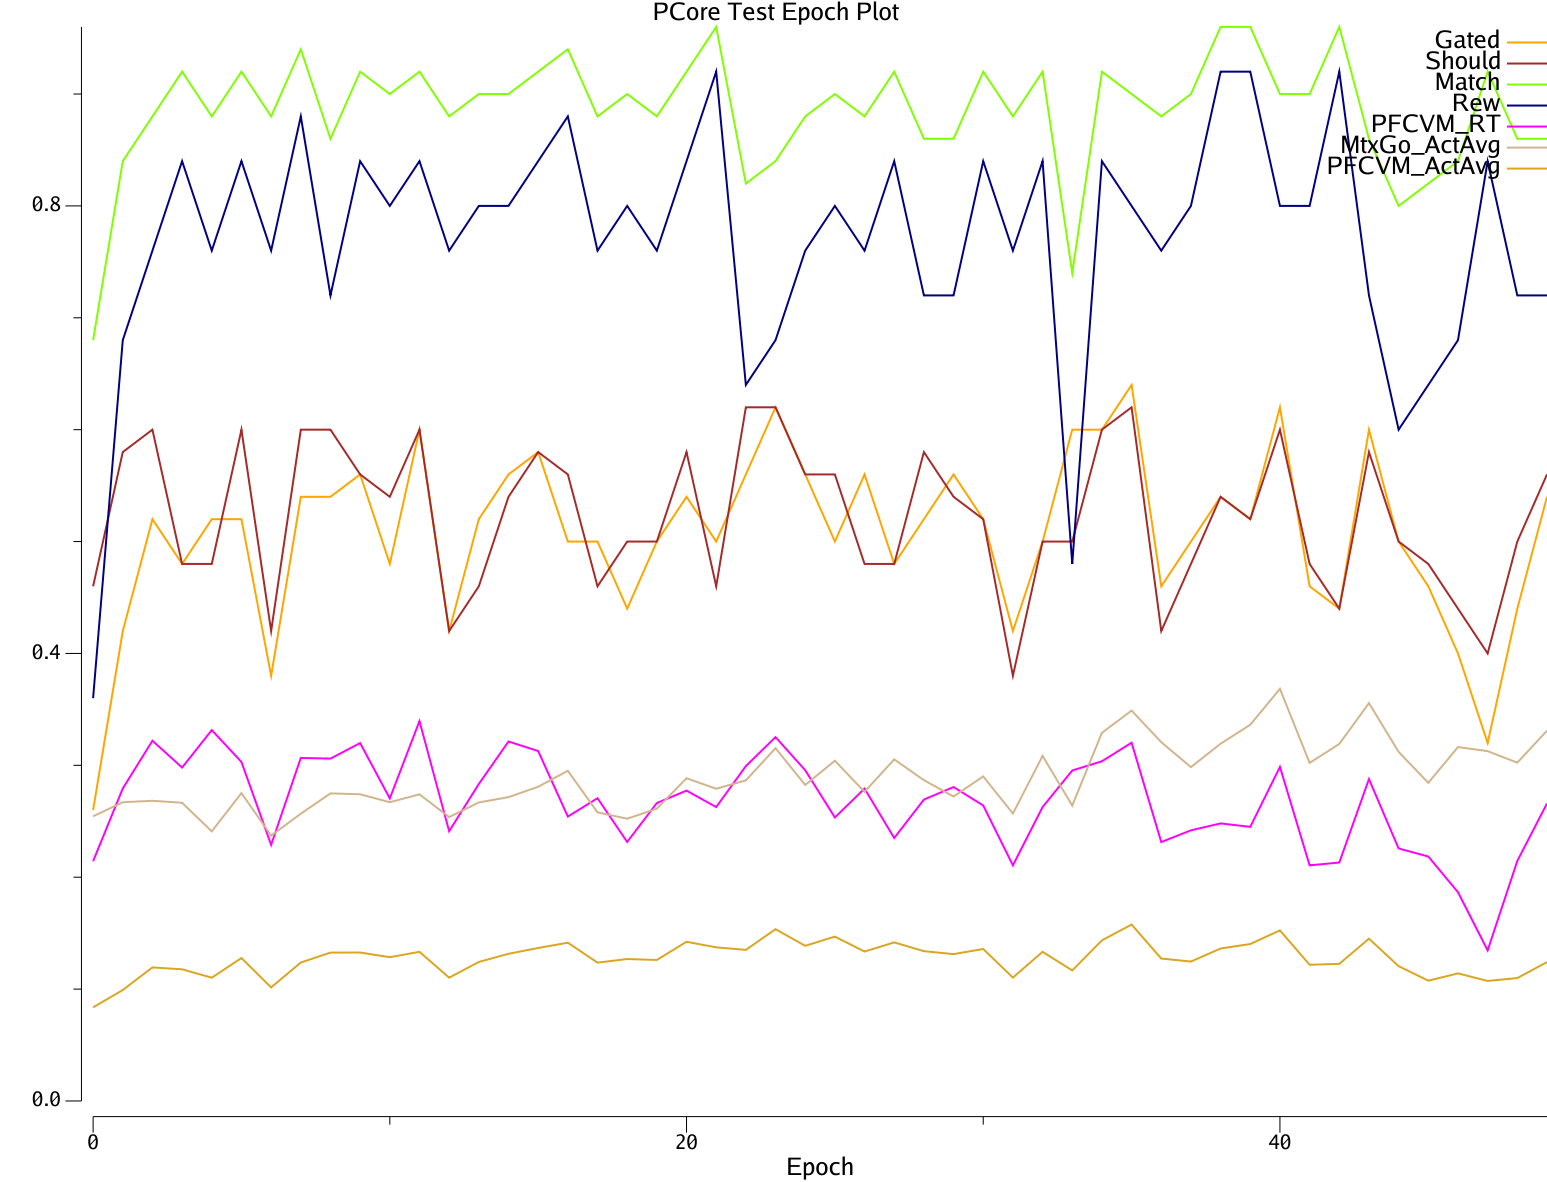 PCore Test Epoch Plot
Gated
Should
Match
Rew
PFCVM_RT
MtxGo_ActAvg
PFCVM_ActAvg
0.8
0.4
0.0
0 20 40
Epoch